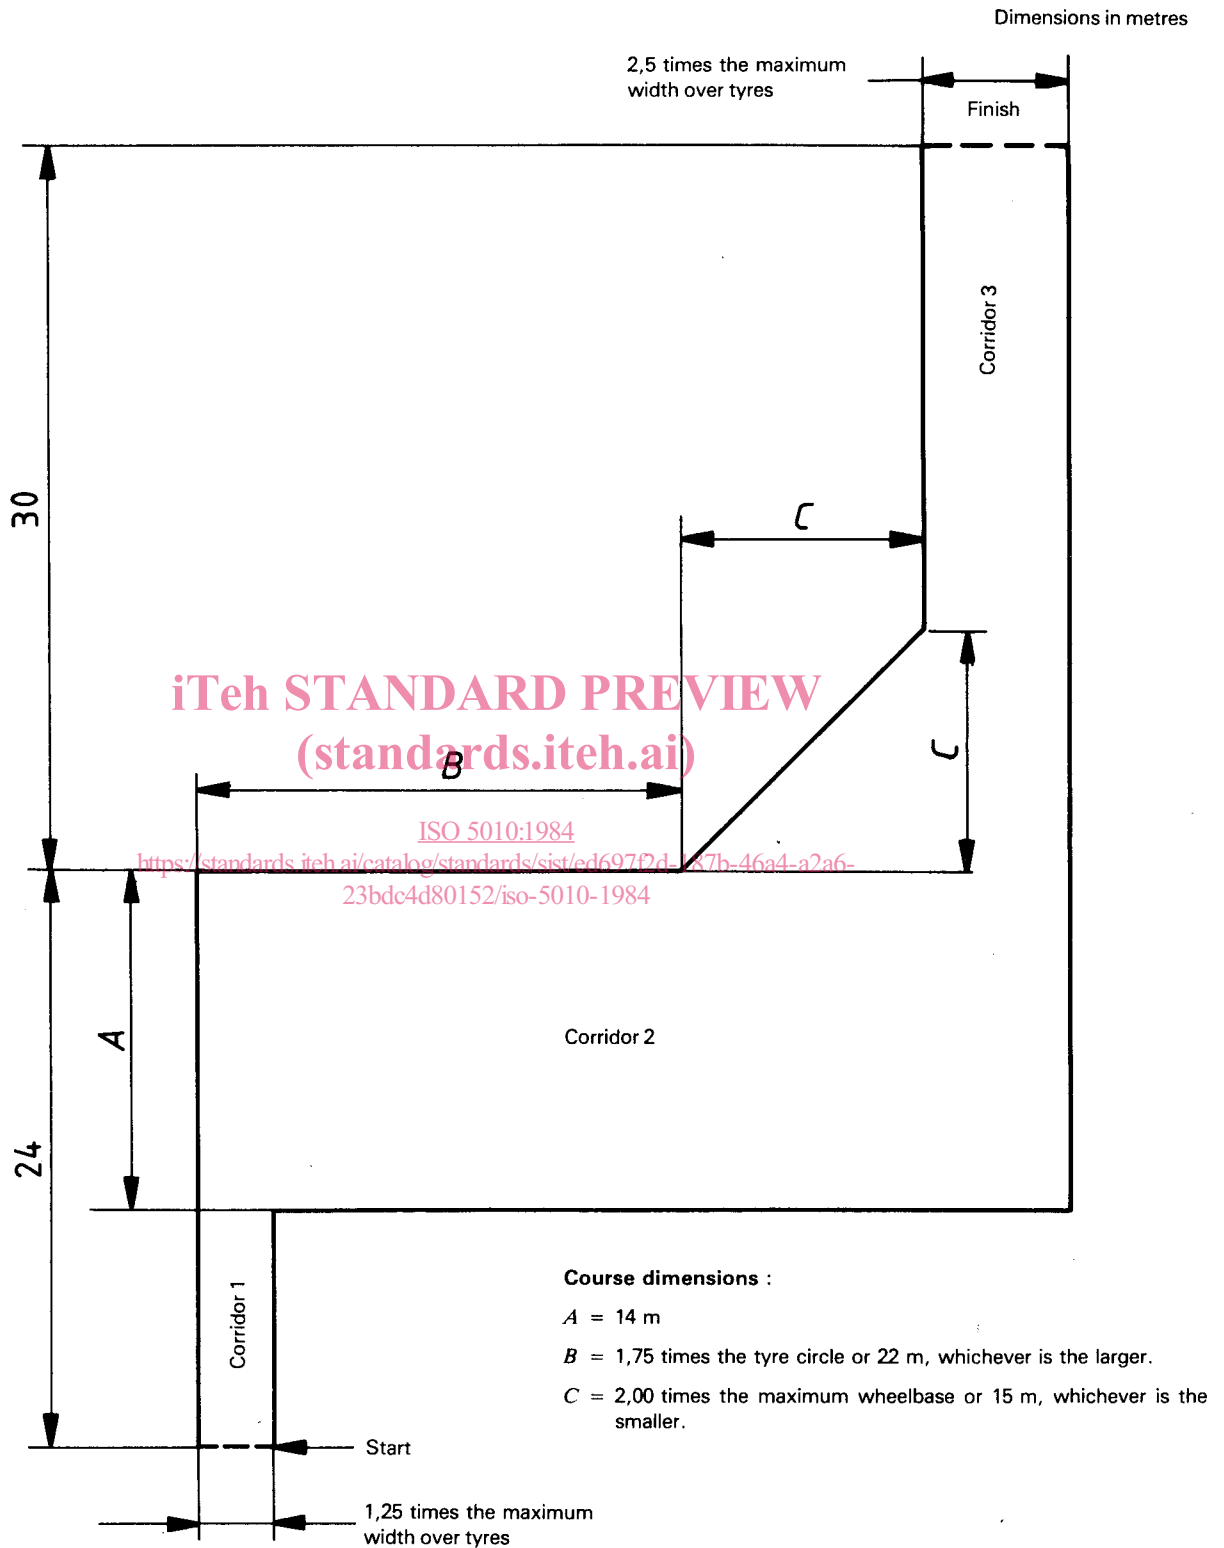 Dimensions in metres
2,5 times the maximum
width over tyres
Finish
Corridor 3
30
C
C
iTeh STANDARD PREVIEW
(standards.iteh.ai)
B
ISO 5010:1984
https://standards.iteh.ai/catalog/standards/sist/ed697f2d-187b-46a4-a2a6-
23bdc4d80152/iso-5010-1984
A
Corridor 2
24
Corridor 1
Course dimensions :
A = 14 m
B = 1,75 times the tyre circle or 22 m, whichever is the larger.
C = 2,00 times the maximum wheelbase or 15 m, whichever is the
smaller.
Start
1,25 times the maximum
width over tyres